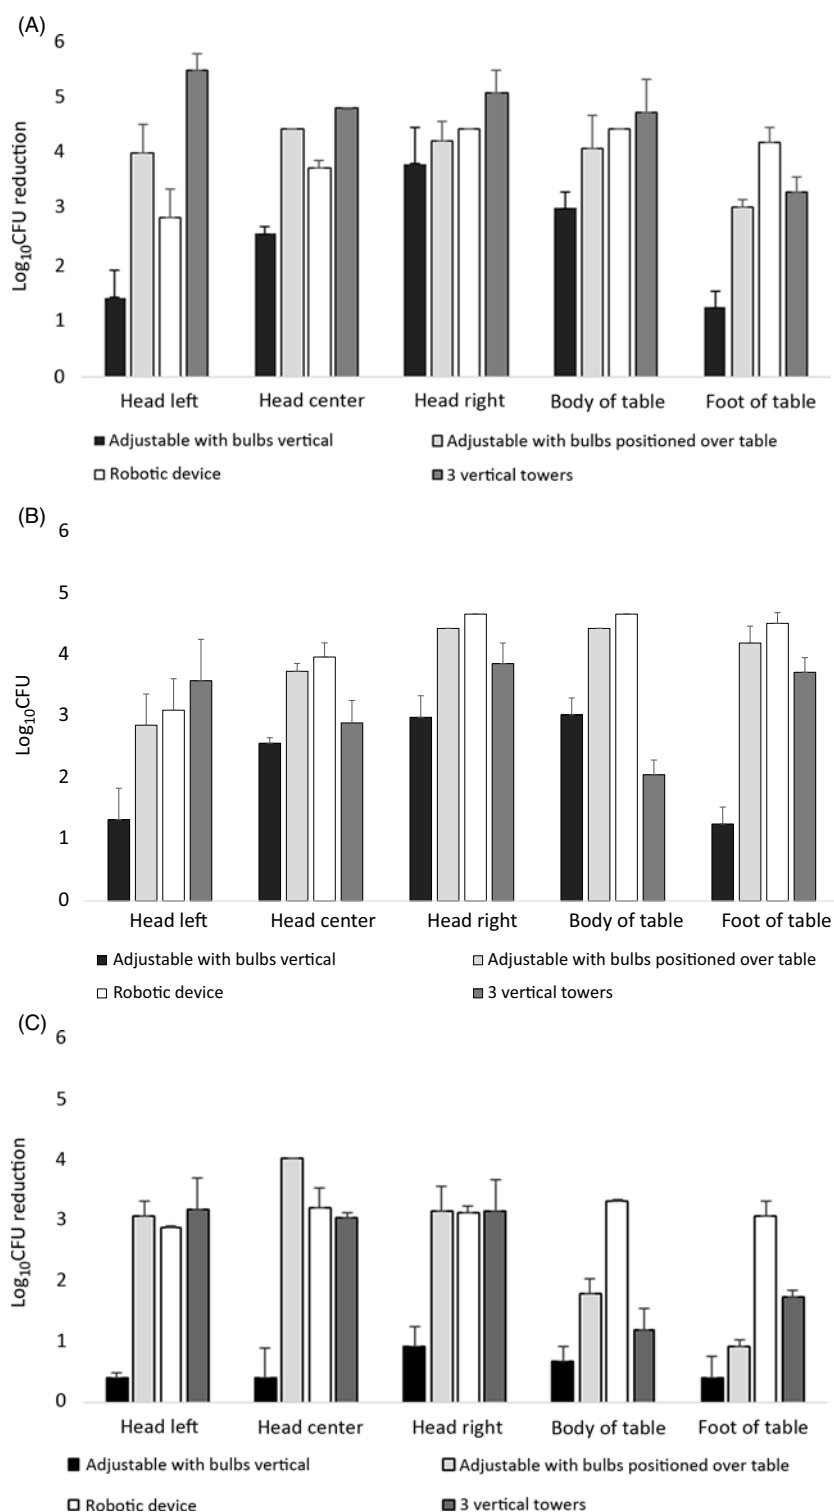 (A)
6
5
4
3
2
1
0
Log10CFU reduction
Head left Head center Head right Body of table Foot of table
Adjustable with bulbs vertical Adjustable with bulbs positioned over table
Robotic device 3 vertical towers
(B)
6
5
4
3
2
1
0
Log10CFU
Head left Head center Head right Body of table Foot of table
Adjustable with bulbs vertical Adjustable with bulbs positioned over table
Robotic device 3 vertical towers
(C)
6
5
4
3
2
1
0
Log10CFU reduction
Head left Head center Head right Body of table Foot of table
Adjustable with bulbs vertical Adjustable with bulbs positioned over table
Robotic device 3 vertical towers